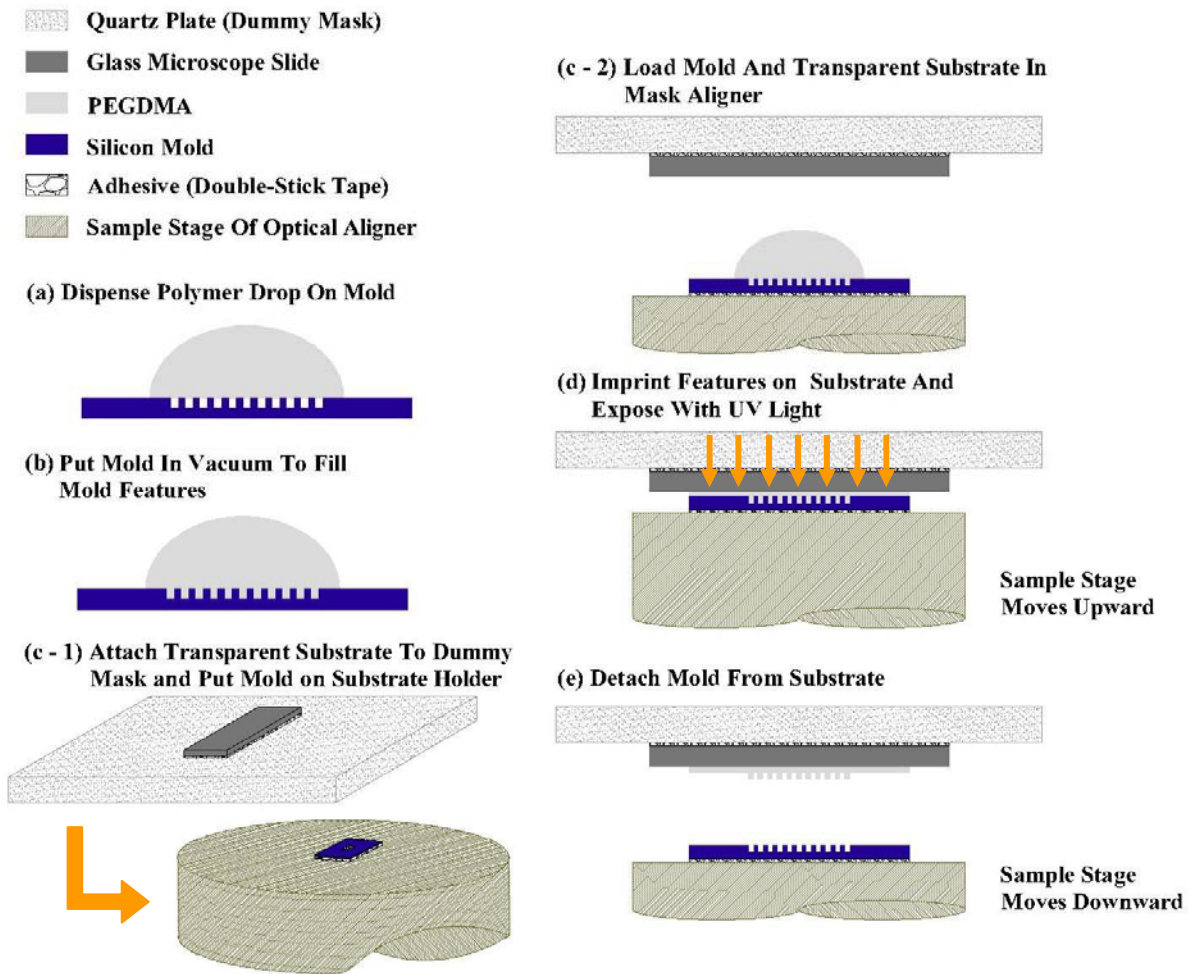 Quartz Plate (Dummy Mask)
Glass Microscope Slide
PEGDMA
Silicon Mold
Adhesive (Double-Stick Tape)
Sample Stage Of Optical Aligner
(a) Dispense Polymer Drop On Mold
(b) Put Mold In Vacuum To Fill
Mold Features
(c - 1) Attach Transparent Substrate To Dummy
Mask and Put Mold on Substrate Holder
(c - 2) Load Mold And Transparent Substrate In
Mask Aligner
(d) Imprint Features on Substrate And
Expose With UV Light
Sample Stage
Moves Upward
(e) Detach Mold From Substrate
Sample Stage
Moves Downward